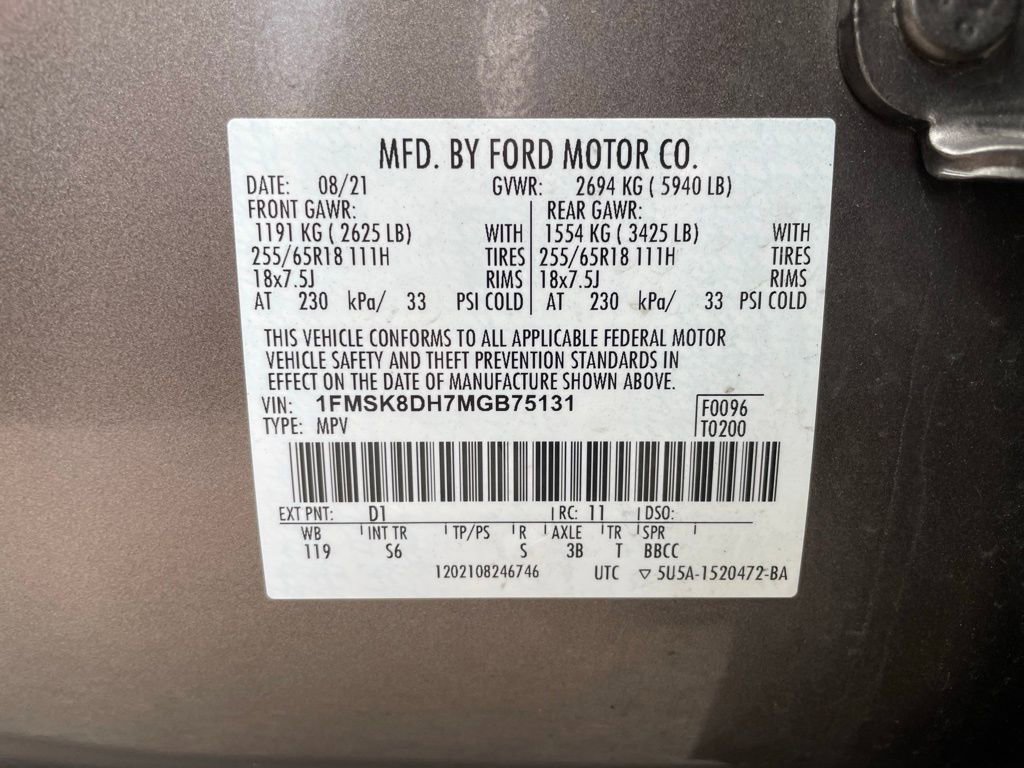 MFD. BY FORD MOTOR CO.
DATE: 08/21 GVWR: 2694 KG ( 5940 LB)
FRONT GAWR: REAR GAWR:
1191 KG ( 2625 LB) WITH 1554 KG ( 3425 LB) WITH
255/65R18 111H TIRES 255/65R18 111H TIRES
18x7.5J RIMS 18x7.5J RIMS
AT 230 kPa/ 33 PSI COLD AT 230 kPa/ 33 PSI COLD
THIS VEHICLE CONFORMS TO ALL APPLICABLE FEDERAL MOTOR
VEHICLE SAFETY AND THEFT PREVENTION STANDARDS IN
EFFECT ON THE DATE OF MANUFACTURE SHOWN ABOVE.
VIN: 1FMSK8DH7MGB75131 F0096
TYPE: MPV T0200
EXT PNT: D1 RC: 11 DSO:
WB INT TR TP/PS R AXLE TR SPR
119 S6 S 3B T BBCC
1202108246746 UTC ▽ 5U5A-1520472-BA